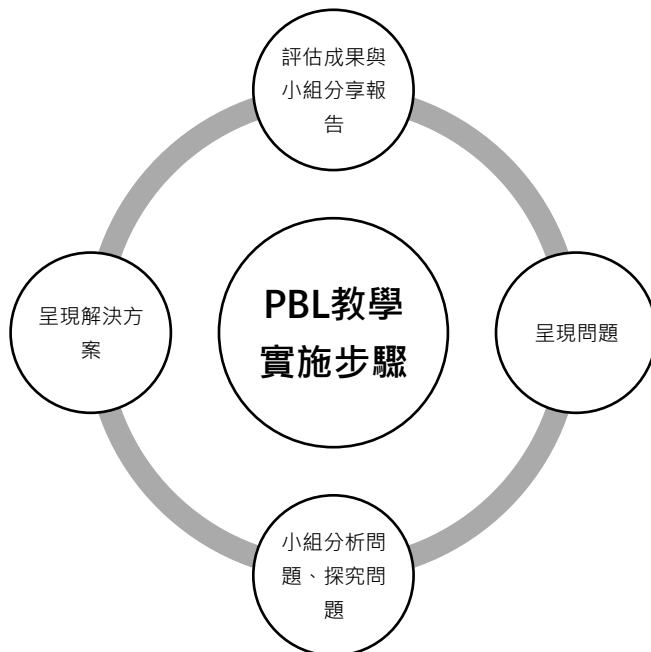 評估成果與
小組分享報
告
呈現解決方
案
PBL教學
實施步驟
呈現問題
小組分析問
題、探究問
題